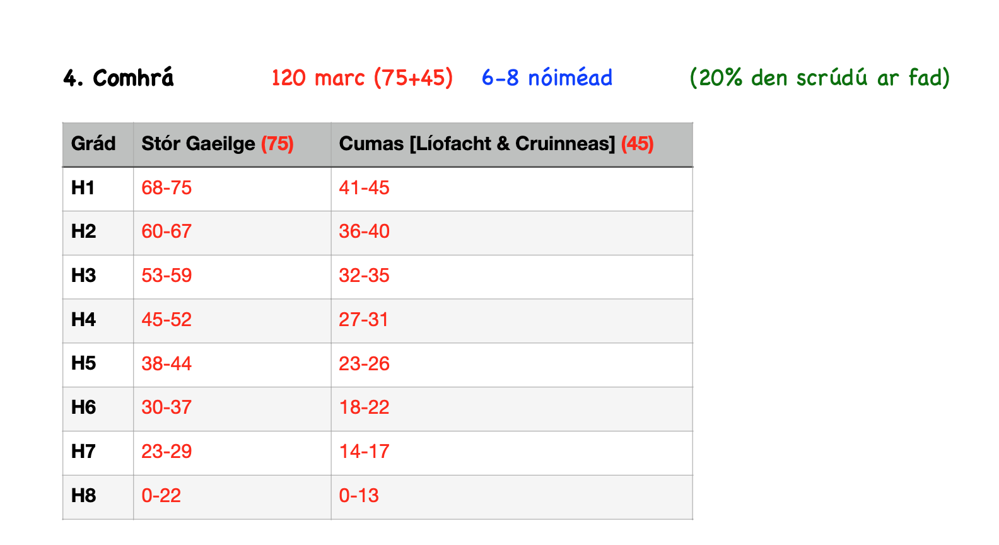 4. Comhrá 120 marc (75+45) 6-8 nóiméad (20% den scrúdú ar fad)
Grád Stór Gaeilge (75) Cumas [Líofacht & Cruinneas] (45)
H1 68-75 41-45
H2 60-67 36-40
H3 53-59 32-35
H4 45-52 27-31
H5 38-44 23-26
H6 30-37 18-22
H7 23-29 14-17
H8 0-22 0-13